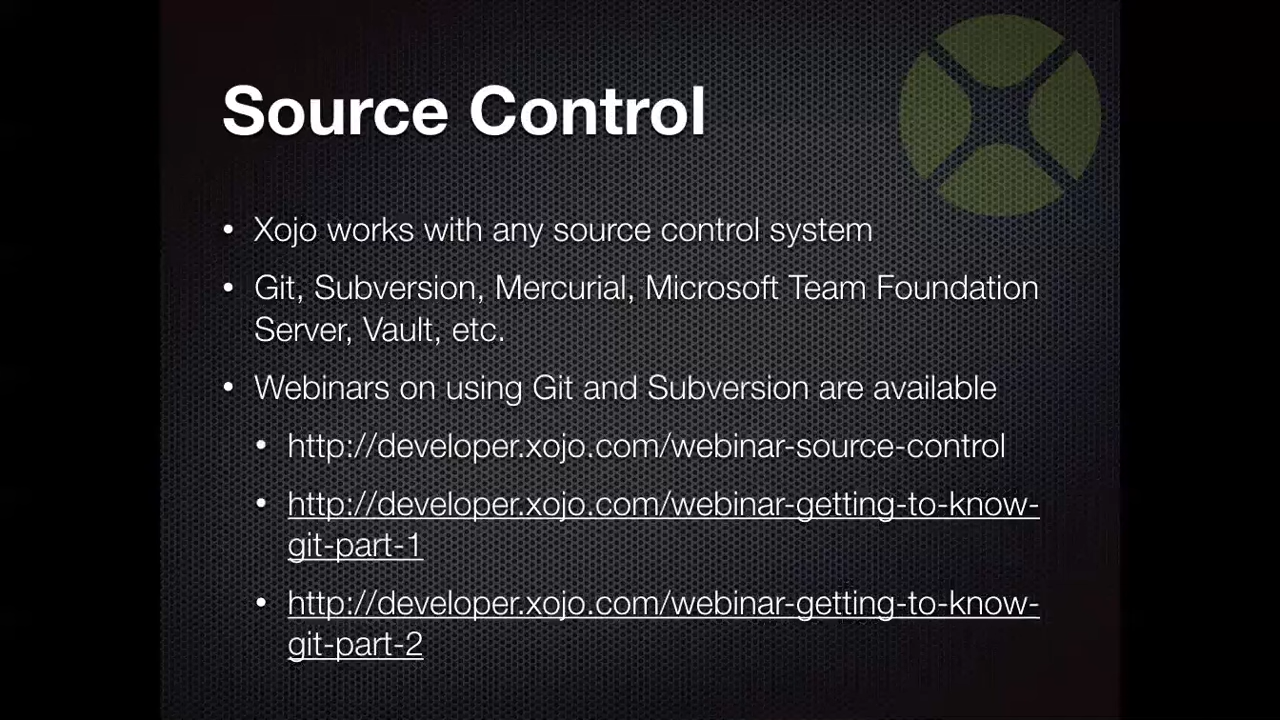 Source Control
• Xojo works with any source control system
• Git, Subversion, Mercurial, Microsoft Team Foundation
Server, Vault, etc.
• Webinars on using Git and Subversion are available
• http://developer.xojo.com/webinar-source-control
• http://developer.xojo.com/webinar-getting-to-know-
git-part-1
• http://developer.xojo.com/webinar-getting-to-know-
git-part-2